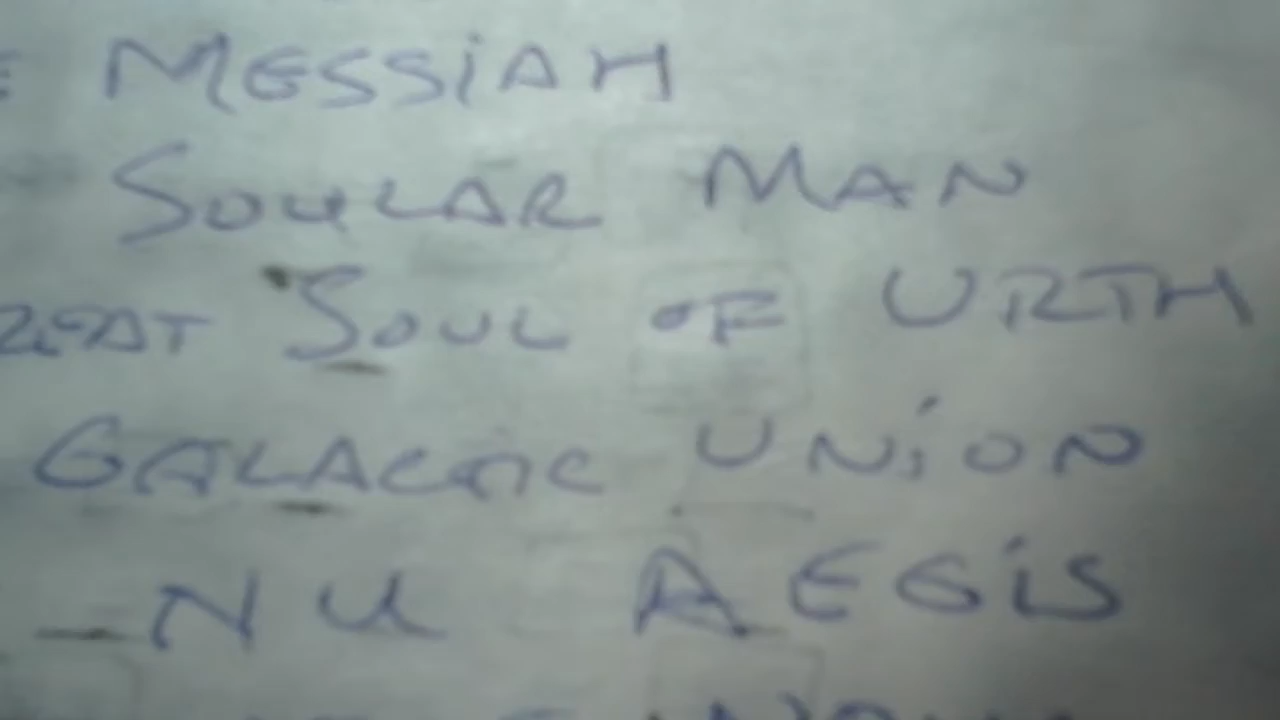 MESSiAH
SOULAR MAN
SOUL OF URTH
GALACTIC UNiON
NU AEGiS